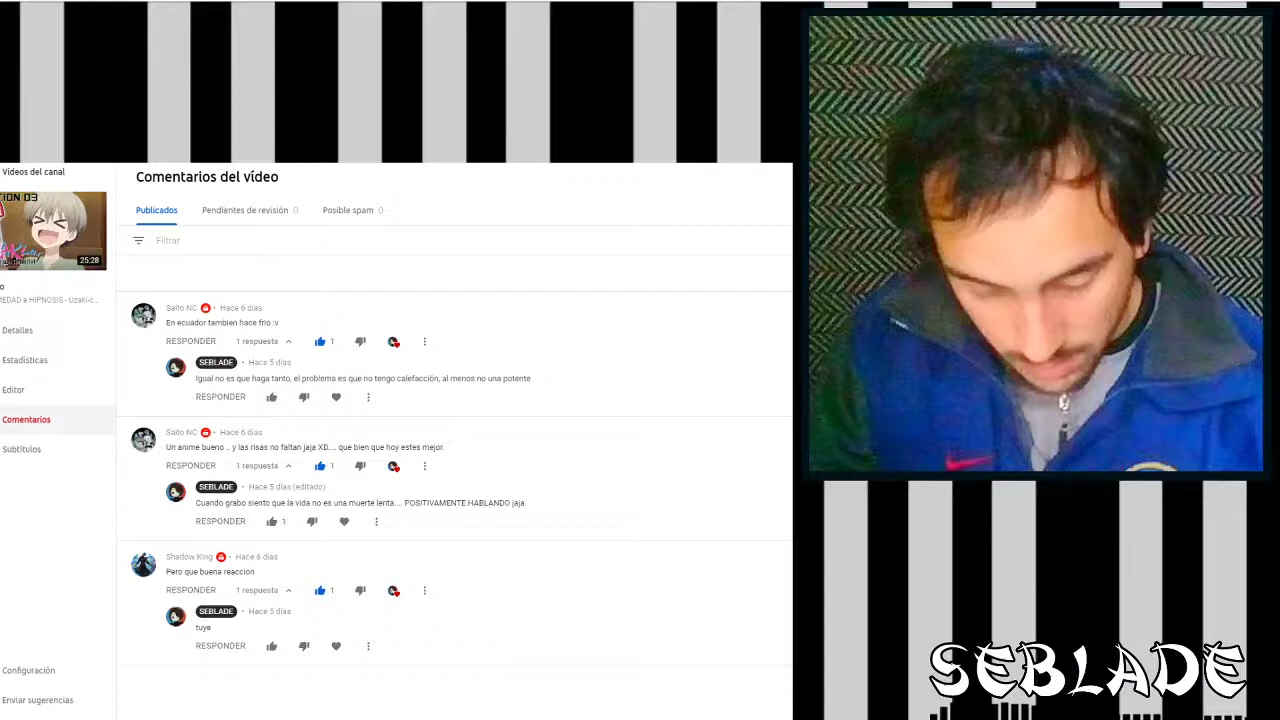 Vídeos del canal
ION 03
25:28
o
MEDAD e HIPNOSIS - Uzaki-c...
Detalles
Estadísticas
Editor
Comentarios
Subtítulos
Configuración
Enviar sugerencias
Comentarios del vídeo
Publicados Pendientes de revisión 0 Posible spam 0
Filtrar
Saito NC • Hace 6 días
En ecuador tambien hace frio :v
RESPONDER 1 respuesta 1
SEBLADE • Hace 5 días
Igual no es que haga tanto, el problema es que no tengo calefacción, al menos no una potente
RESPONDER
Saito NC • Hace 6 días
Un anime bueno .. y las risas no faltan jaja XD.... que bien que hoy estes mejor.
RESPONDER 1 respuesta 1
SEBLADE • Hace 5 días (editado)
Cuando grabo siento que la vida no es una muerte lenta.... POSITIVAMENTE HABLANDO jaja
RESPONDER 1
Shadow King • Hace 6 días
Pero que buena reaccion
RESPONDER 1 respuesta 1
SEBLADE • Hace 5 días
tuye
RESPONDER
SEBLADE